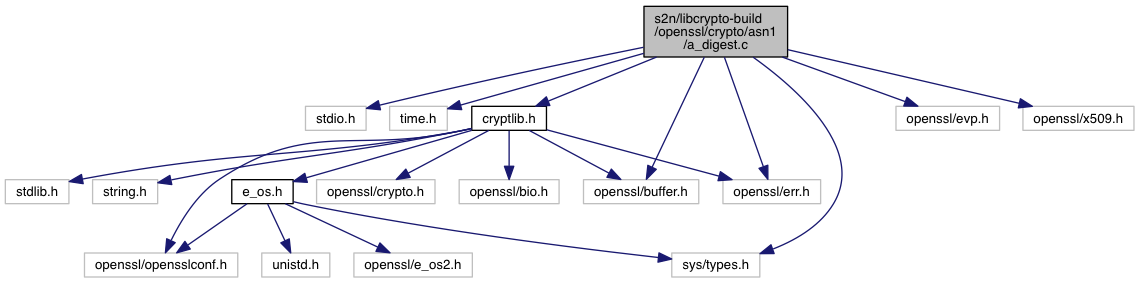 s2n/libcrypto-build
/openssl/crypto/asn1
/a_digest.c
stdio.h
time.h
cryptlib.h
openssl/evp.h
openssl/x509.h
stdlib.h
string.h
e_os.h
openssl/crypto.h
openssl/bio.h
openssl/buffer.h
openssl/err.h
openssl/opensslconf.h
unistd.h
openssl/e_os2.h
sys/types.h